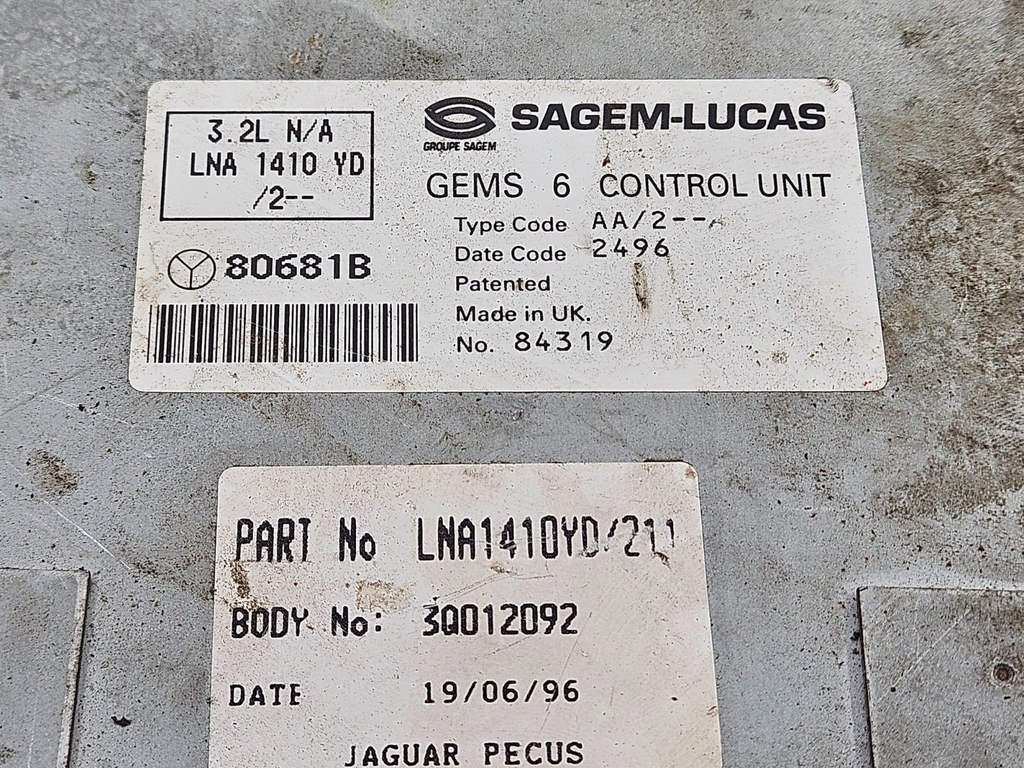 3.2L N/A
LNA 1410 YD
/2--
80681B
GROUPE SAGEM
SAGEM-LUCAS
GEMS 6 CONTROL UNIT
Type Code AA/2--
Date Code 2496
Patented
Made in UK.
No. 84319
PART No LNA1410YD/211
BODY No: 3Q012092
DATE 19/06/96
JAGUAR PECUS